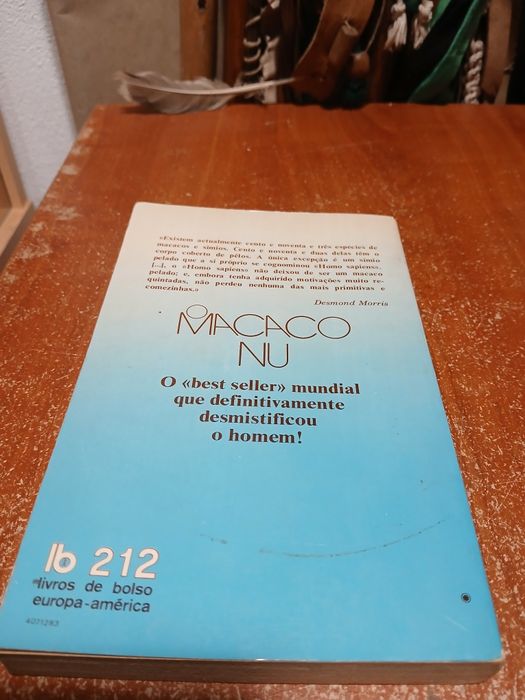 «Existem actualmente cento e noventa e três espécies de
macacos e símios. Cento e noventa e duas delas têm o
corpo coberto de pêlos. A única excepção é um símio
pelado que a si próprio se cognominou «Homo sapiens».
[...], o «Homo sapiens» não deixou de ser um macaco
pelado; e, embora tenha adquirido motivações muito re-
quintadas, não perdeu nenhuma das mais primitivas e
comezinhas.»
Desmond Morris
O
MACACO
NU
O «best seller» mundial
que definitivamente
desmistificou
o homem!
lb 212
livros de bolso
europa-américa